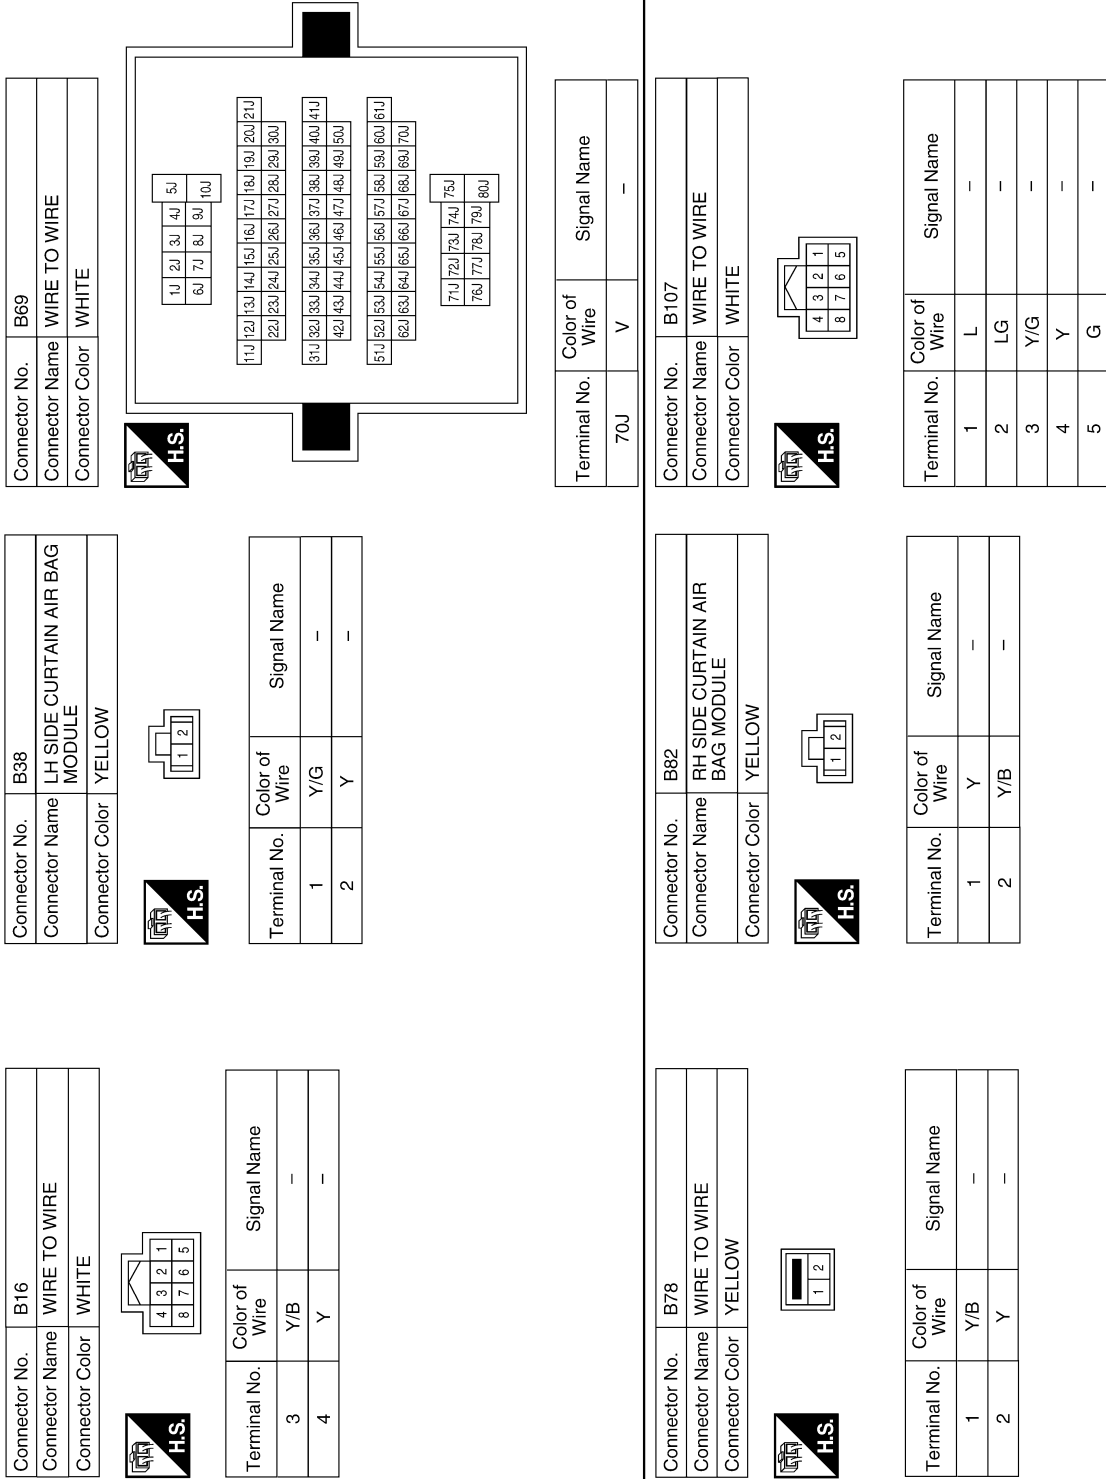 Connector No. B16
Connector Name WIRE TO WIRE
Connector Color WHITE
H.S.
4 3 2 1
8 7 6 5
Terminal No. Color of Wire Signal Name
3 Y/B –
4 Y –
Connector No. B38
Connector Name LH SIDE CURTAIN AIR BAG
MODULE
Connector Color YELLOW
H.S.
1 2
Terminal No. Color of Wire Signal Name
1 Y/G –
2 Y –
Connector No. B69
Connector Name WIRE TO WIRE
Connector Color WHITE
H.S.
1J 2J 3J 4J 5J
6J 7J 8J 9J 10J
11J 12J 13J 14J 15J 16J 17J 18J 19J 20J 21J
22J 23J 24J 25J 26J 27J 28J 29J 30J
31J 32J 33J 34J 35J 36J 37J 38J 39J 40J 41J
42J 43J 44J 45J 46J 47J 48J 49J 50J
51J 52J 53J 54J 55J 56J 57J 58J 59J 60J 61J
62J 63J 64J 65J 66J 67J 68J 69J 70J
71J 72J 73J 74J 75J
76J 77J 78J 79J 80J
Terminal No. Color of Wire Signal Name
70J V –
Connector No. B78
Connector Name WIRE TO WIRE
Connector Color YELLOW
H.S.
1 2
Terminal No. Color of Wire Signal Name
1 Y/B –
2 Y –
Connector No. B82
Connector Name RH SIDE CURTAIN AIR
BAG MODULE
Connector Color YELLOW
H.S.
1 2
Terminal No. Color of Wire Signal Name
1 Y –
2 Y/B –
Connector No. B107
Connector Name WIRE TO WIRE
Connector Color WHITE
H.S.
4 3 2 1
8 7 6 5
Terminal No. Color of Wire Signal Name
1 L –
2 LG –
3 Y/G –
4 Y –
5 G –